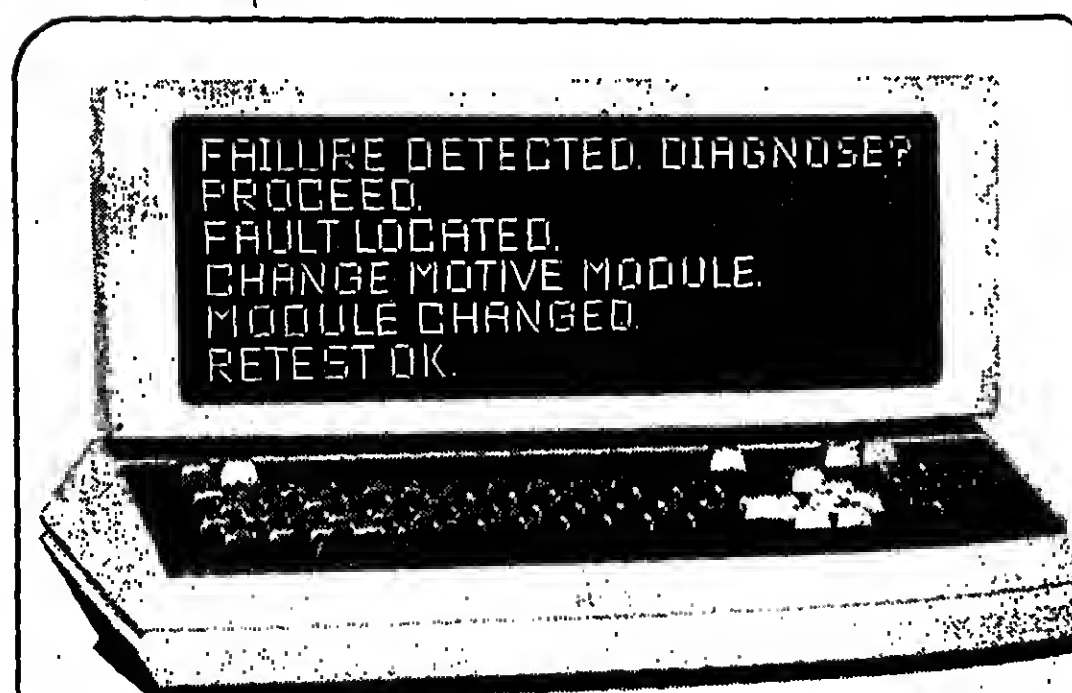 FAILURE DETECTED. DIAGNOSE?
PROCEED.
FAULT LOCATED.
CHANGE MOTIVE MODULE.
MODULE CHANGED.
RETEST OK.